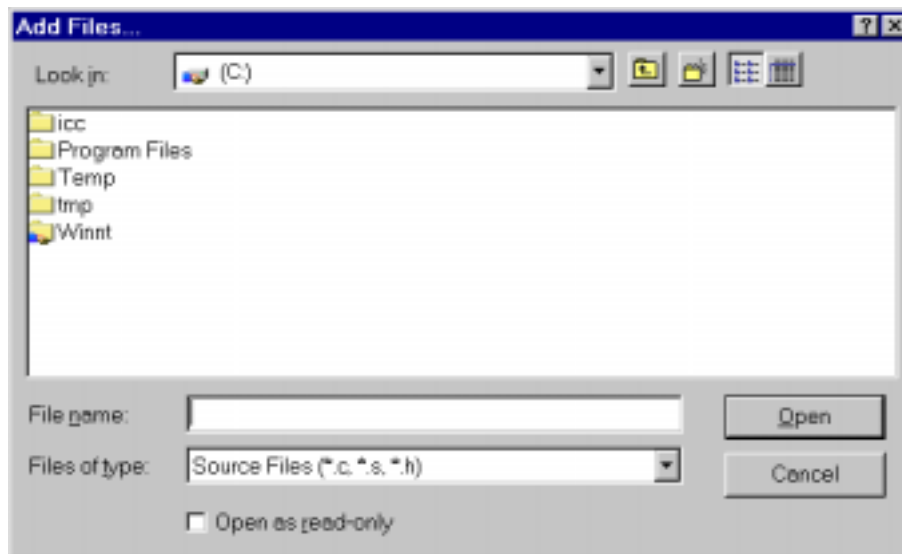 Add Files...
Look in: (C:)
icc
Program Files
Temp
tmp
Winnt
File name:
Open
Files of type: Source Files (*.c, *.s, *.h)
Cancel
Open as read-only